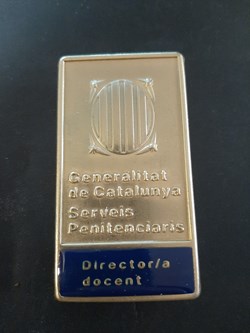 Generalitat
de Catalunya
Serveis
Penitenciaris
Director/a
docent